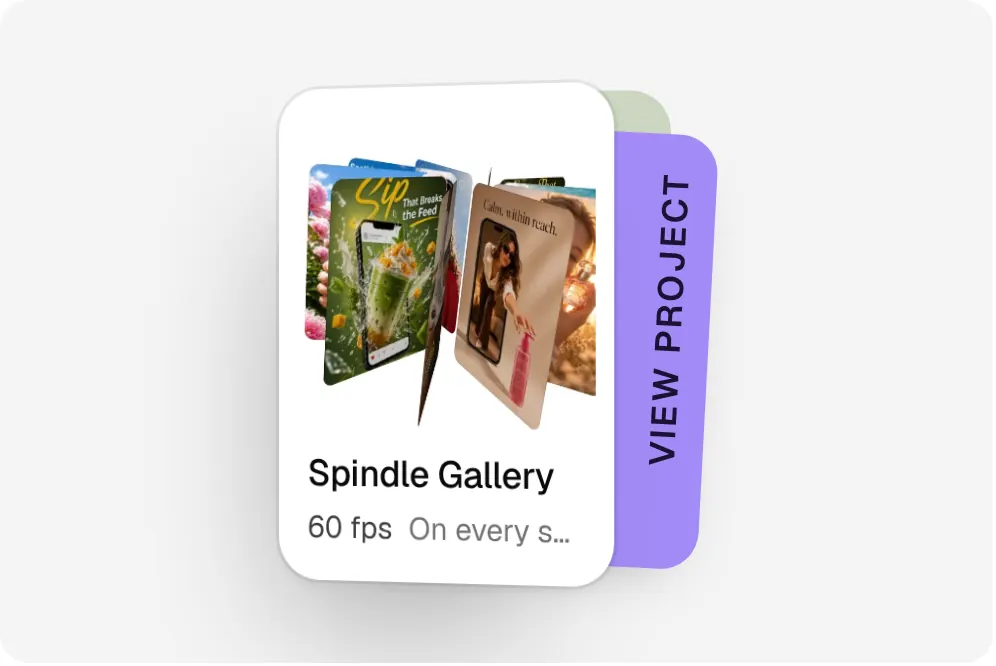 Sip
That Breaks
the Feed
Calm, within reach.
VIEW PROJECT
Spindle Gallery
60 fps On every s...